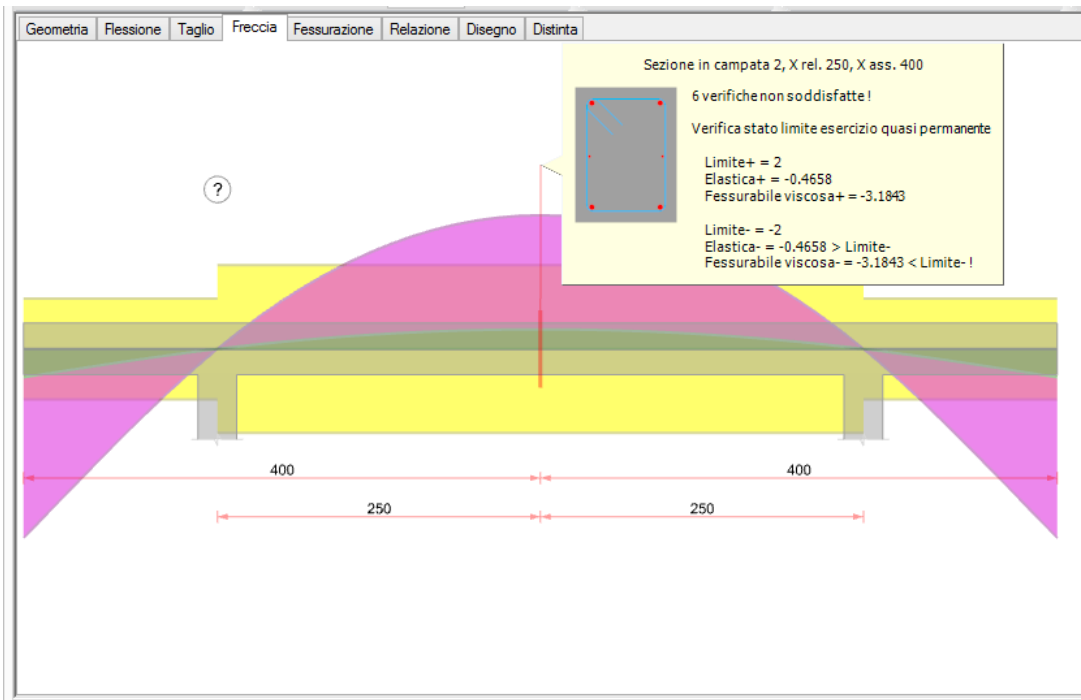 Geometria Flessione Taglio Freccia Fessurazione Relazione Disegno Distinta
Sezione in campata 2, X rel. 250, X ass. 400
6 verifiche non soddisfatte !
Verifica stato limite esercizio quasi permanente
Limite+ = 2
Elastica+ = -0.4658
Fessurabile viscosa+ = -3.1843
Limite- = -2
Elastica- = -0.4658 > Limite-
Fessurabile viscosa- = -3.1843 < Limite- !
?
400 400
250 250